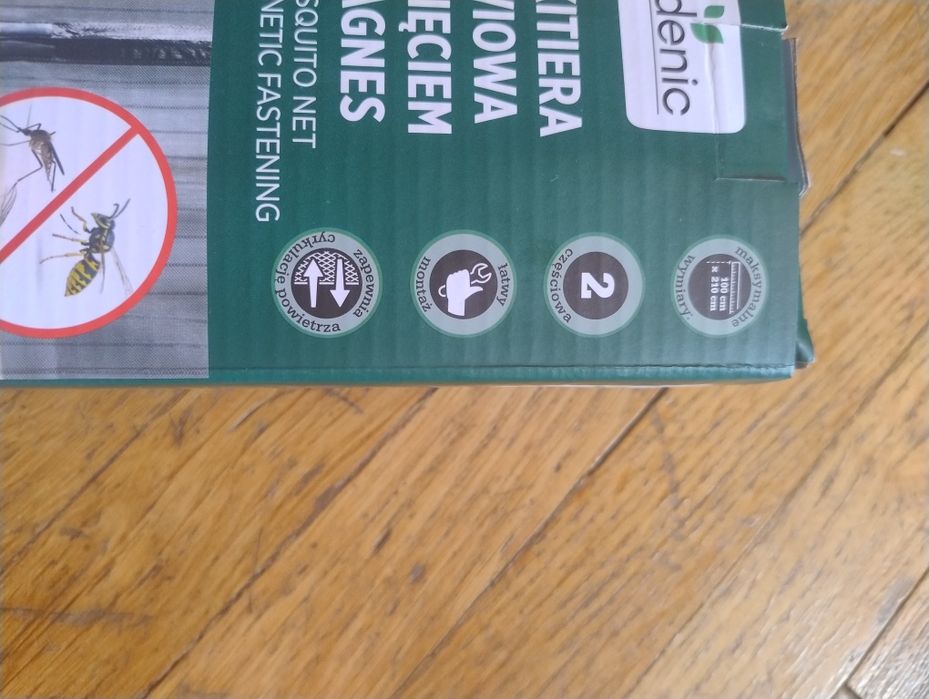 denic
KITIERA
WIOWA
IĘCIEM
AGNES
SQUITO NET
NETIC FASTENING
maksymalne
wymiary:
100 cm
x 210 cm
2
częściowa
łatwy
montaż
zapewnia
cyrkulację powietrza